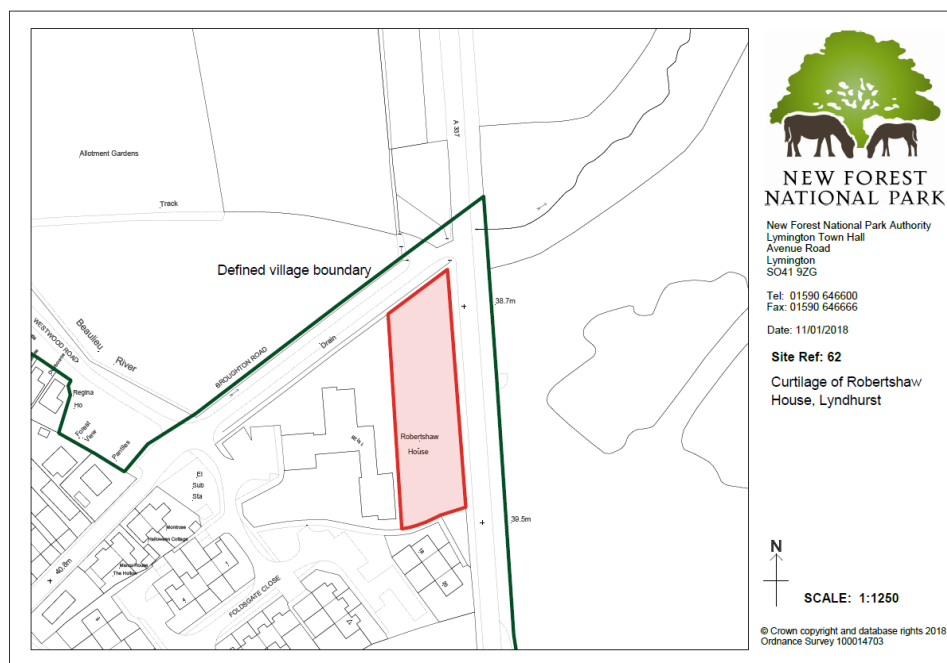 A 337
Allotment Gardens
Track
Defined village boundary
38.7m
WESTWOOD ROAD
Beaulieu
River
BROUGHTON ROAD
Drain
Regina
Ho
Forest
View
Pantiles
Robertshaw
House
El
Sub
Sta
39.5m
Montrose
Halloween Cottage
Manor House
The Hollies
40.8m
FOLDSGATE CLOSE
NEW FOREST
NATIONAL PARK
New Forest National Park Authority
Lymington Town Hall
Avenue Road
Lymington
SO41 9ZG
Tel: 01590 646600
Fax: 01590 646666
Date: 11/01/2018
Site Ref: 62
Curtilage of Robertshaw
House, Lyndhurst
N
SCALE: 1:1250
© Crown copyright and database rights 2018
Ordnance Survey 100014703